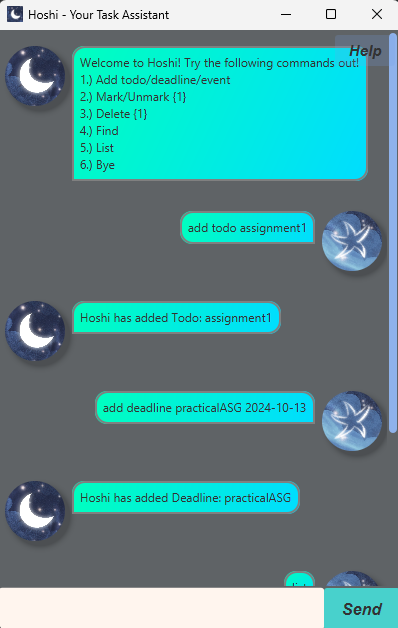 Hoshi - Your Task Assistant
Help
Welcome to Hoshi! Try the following commands out!
1.) Add todo/deadline/event
2.) Mark/Unmark {1}
3.) Delete {1}
4.) Find
5.) List
6.) Bye
add todo assignment1
Hoshi has added Todo: assignment1
add deadline practicalASG 2024-10-13
Hoshi has added Deadline: practicalASG
list
Send